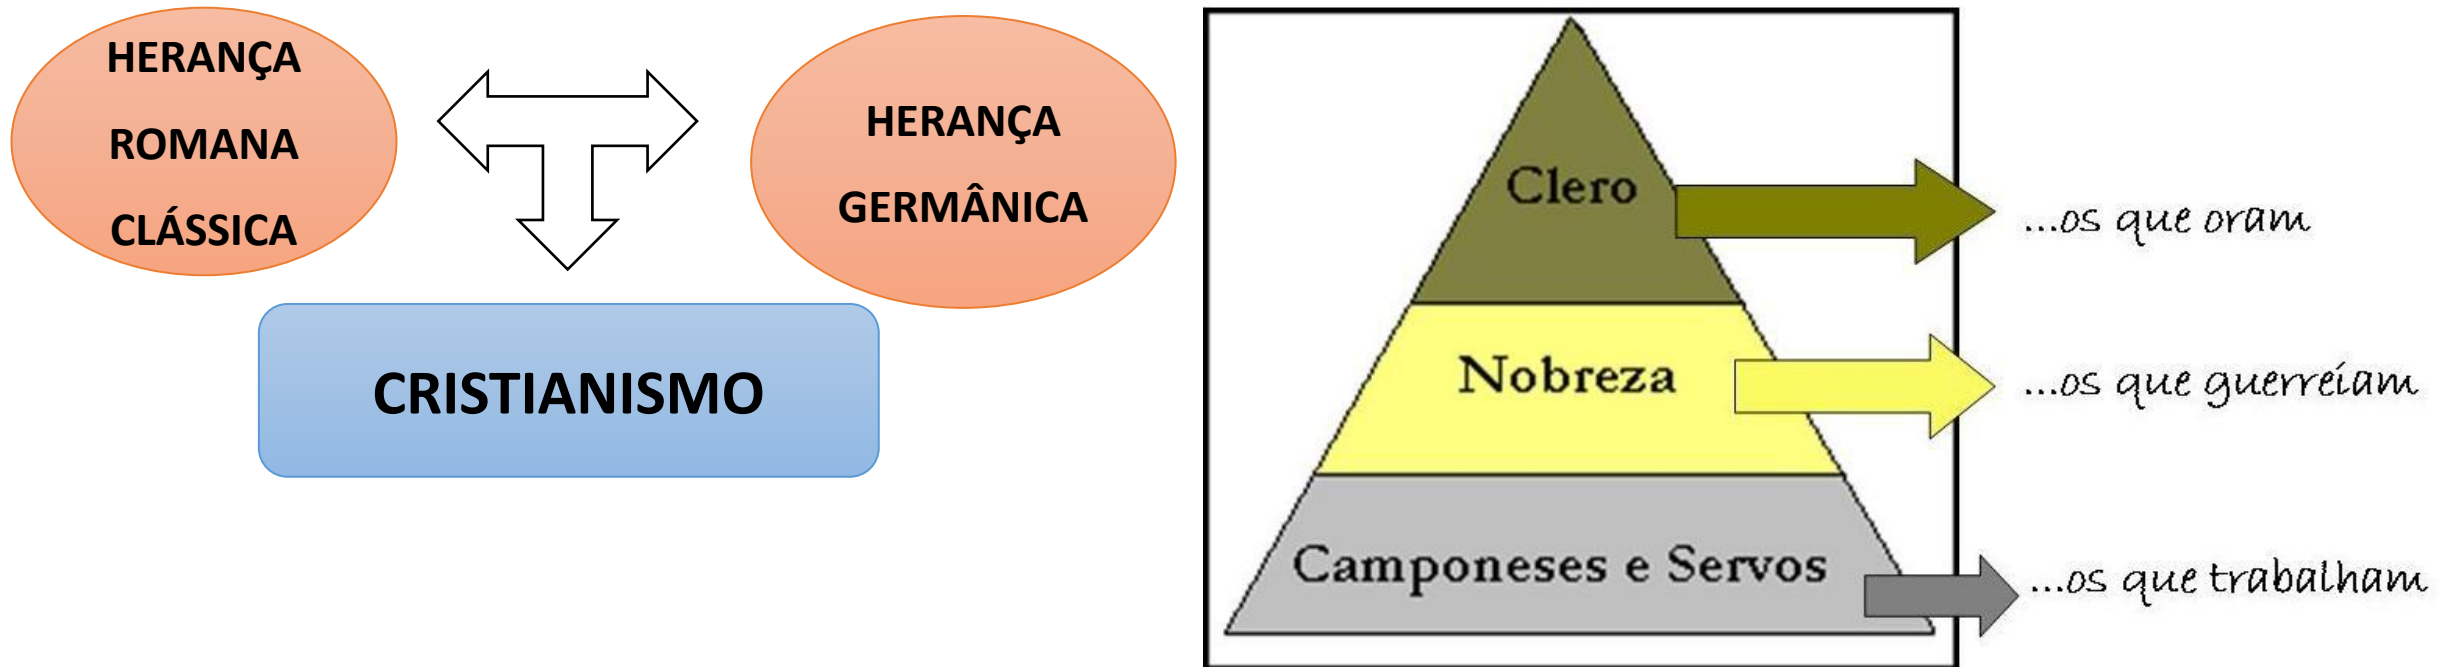 HERANÇA
ROMANA
CLÁSSICA
HERANÇA
GERMÂNICA
CRISTIANISMO
Clero
...os que oram
Nobreza
...os que guerreiam
Camponeses e Servos
...os que trabalham